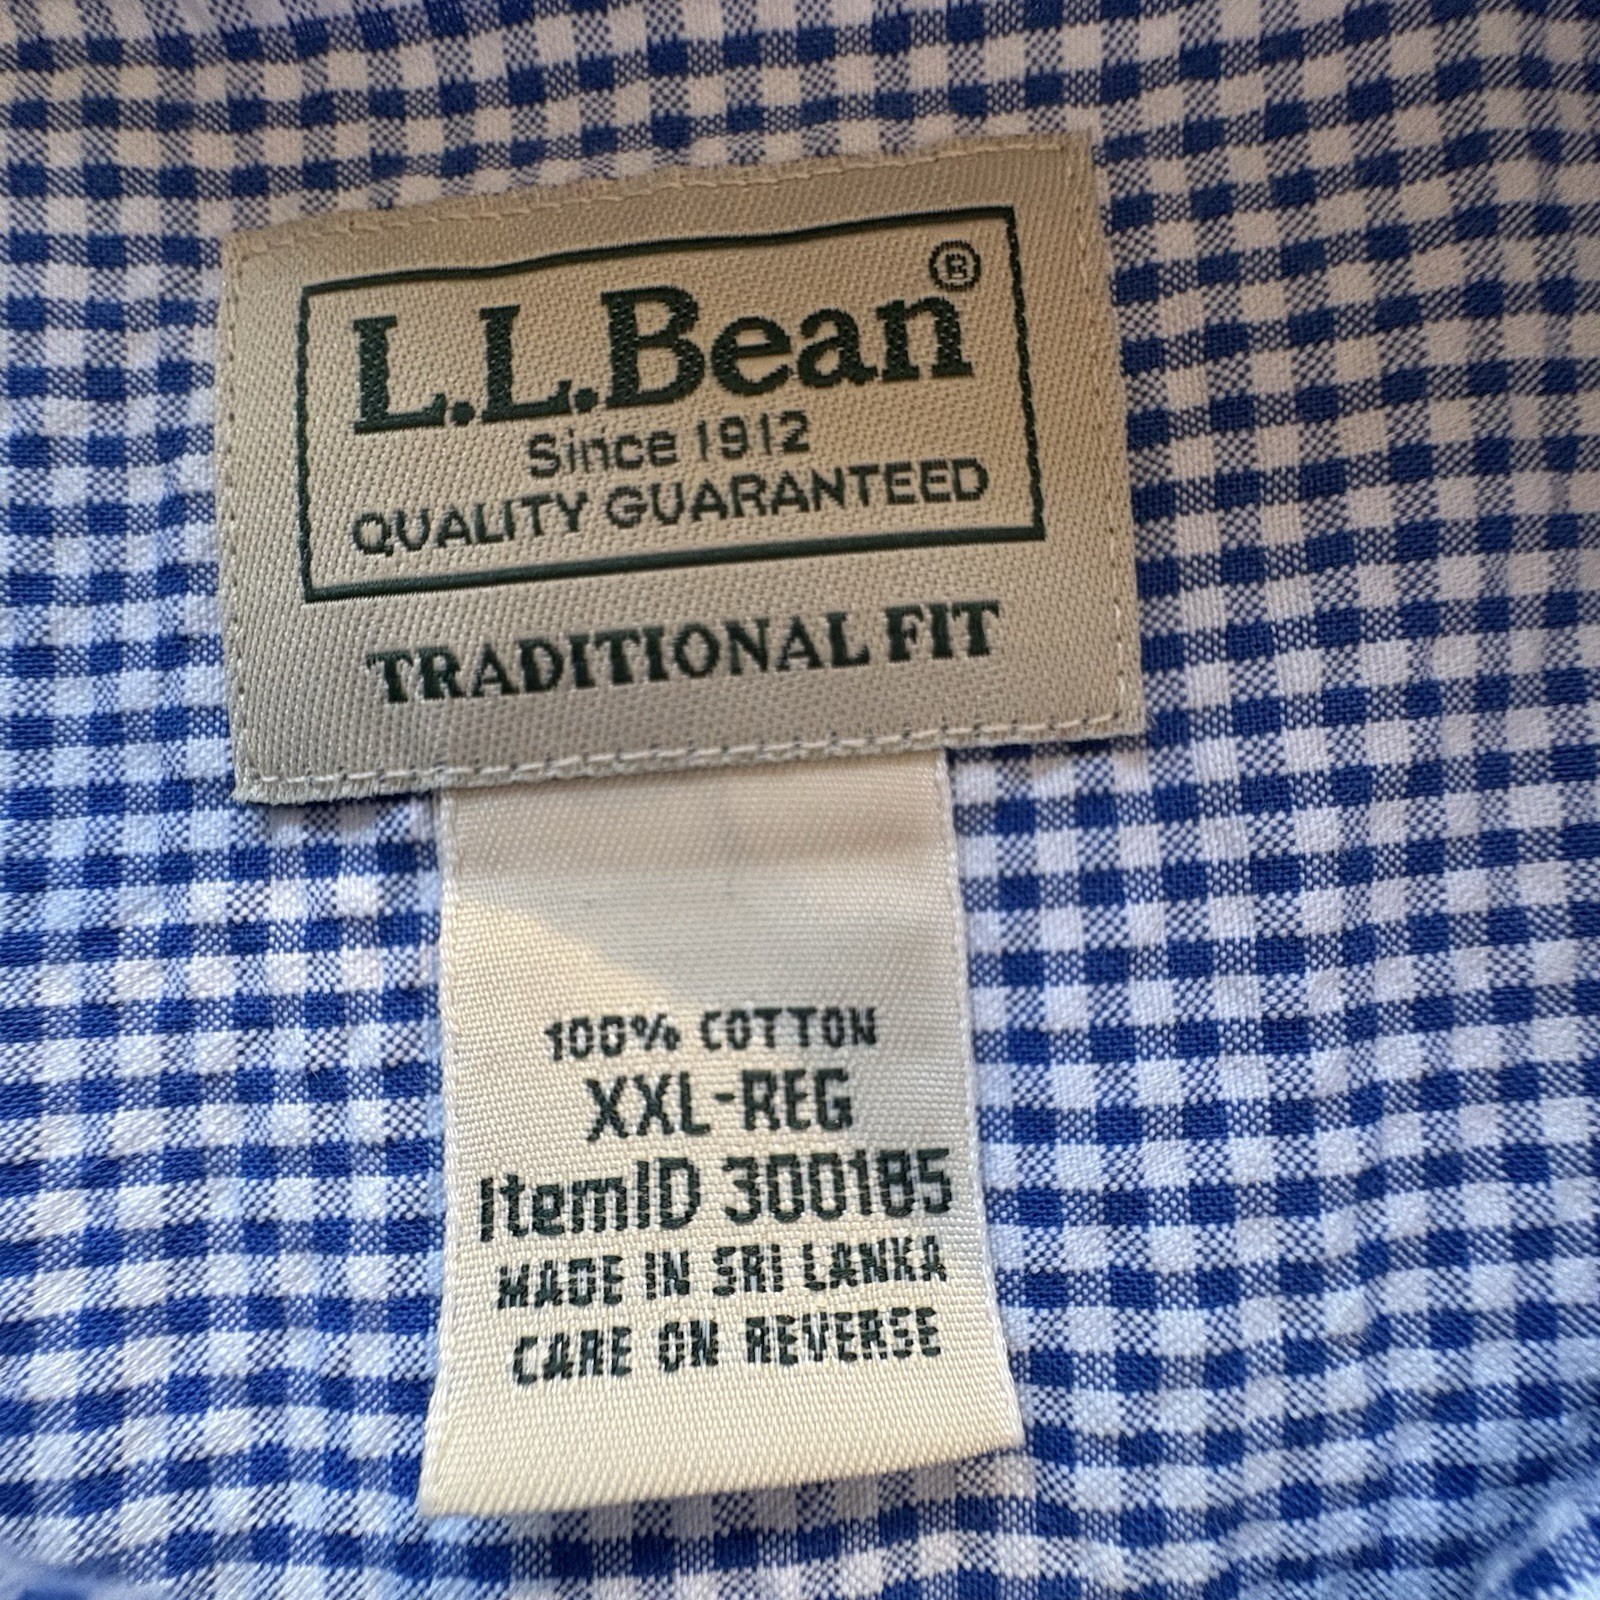 L.L.Bean®
Since 1912
QUALITY GUARANTEED
TRADITIONAL FIT
100% COTTON
XXL-REG
ItemID 300185
MADE IN SRI LANKA
CARE ON REVERSE